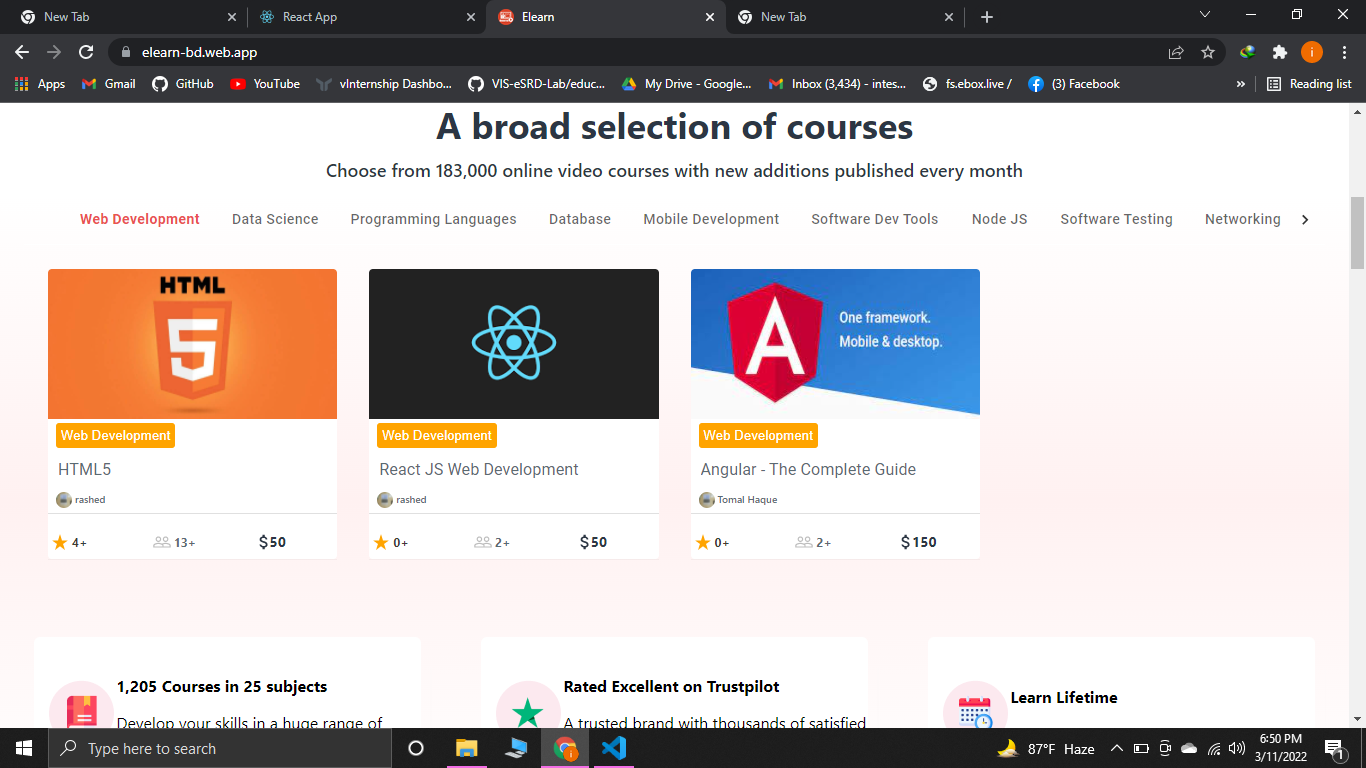 New Tab
React App
Elearn
New Tab
elearn-bd.web.app
i
Apps
Gmail
GitHub
YouTube
vInternship Dashbo...
VIS-eSRD-Lab/educ...
My Drive - Google...
Inbox (3,434) - intes...
fs.ebox.live /
(3) Facebook
»
Reading list
A broad selection of courses
Choose from 183,000 online video courses with new additions published every month
Web Development
Data Science
Programming Languages
Database
Mobile Development
Software Dev Tools
Node JS
Software Testing
Networking
HTML
5
A
One framework.
Mobile & desktop.
Web Development
Web Development
Web Development
HTML5
React JS Web Development
Angular - The Complete Guide
rashed
rashed
Tomal Haque
4+
13+
$50
0+
2+
$50
0+
2+
$150
1,205 Courses in 25 subjects
Develop your skills in a huge range of
Rated Excellent on Trustpilot
A trusted brand with thousands of satisfied
Learn Lifetime
Type here to search
87°F Haze
6:50 PM
3/11/2022
1